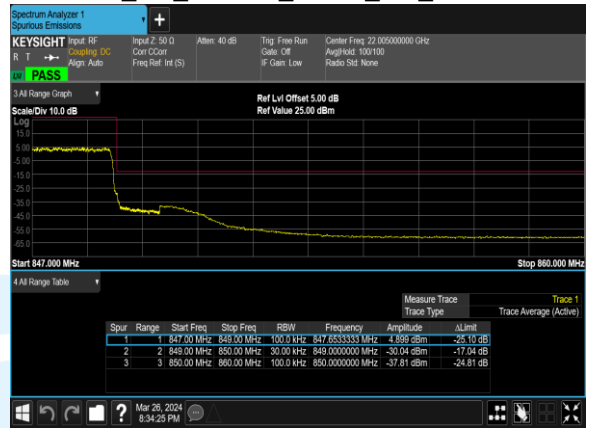 Spectrum Analyzer 1
Spurious Emissions
+
KEYSIGHT Input: RF Input Z: 50 Ω Atten: 40 dB Trig: Free Run Center Freq: 22.005000000 GHz
R T Coupling: DC Corr CCorr Gate: Off Avg|Hold: 100/100
Align: Auto Freq Ref: Int (S) IF Gain: Low Radio Std: None
LW PASS
3 All Range Graph
Ref Lvl Offset 5.00 dB
Scale/Div 10.0 dB Ref Value 25.00 dBm
Log
15.0
5.00
-5.00
-15.0
-25.0
-35.0
-45.0
-55.0
-65.0
Start 847.000 MHz Stop 860.000 MHz
4 All Range Table
Measure Trace Trace 1
Trace Type Trace Average (Active)
Spur Range Start Freq Stop Freq RBW Frequency Amplitude ΔLimit
1 1 847.00 MHz 849.00 MHz 100.0 kHz 847.6533333 MHz 4.899 dBm -25.10 dB
2 2 849.00 MHz 850.00 MHz 30.00 kHz 849.0000000 MHz -30.04 dBm -17.04 dB
3 3 850.00 MHz 860.00 MHz 100.0 kHz 850.0000000 MHz -37.81 dBm -24.81 dB
? Mar 26, 2024
8:34:25 PM